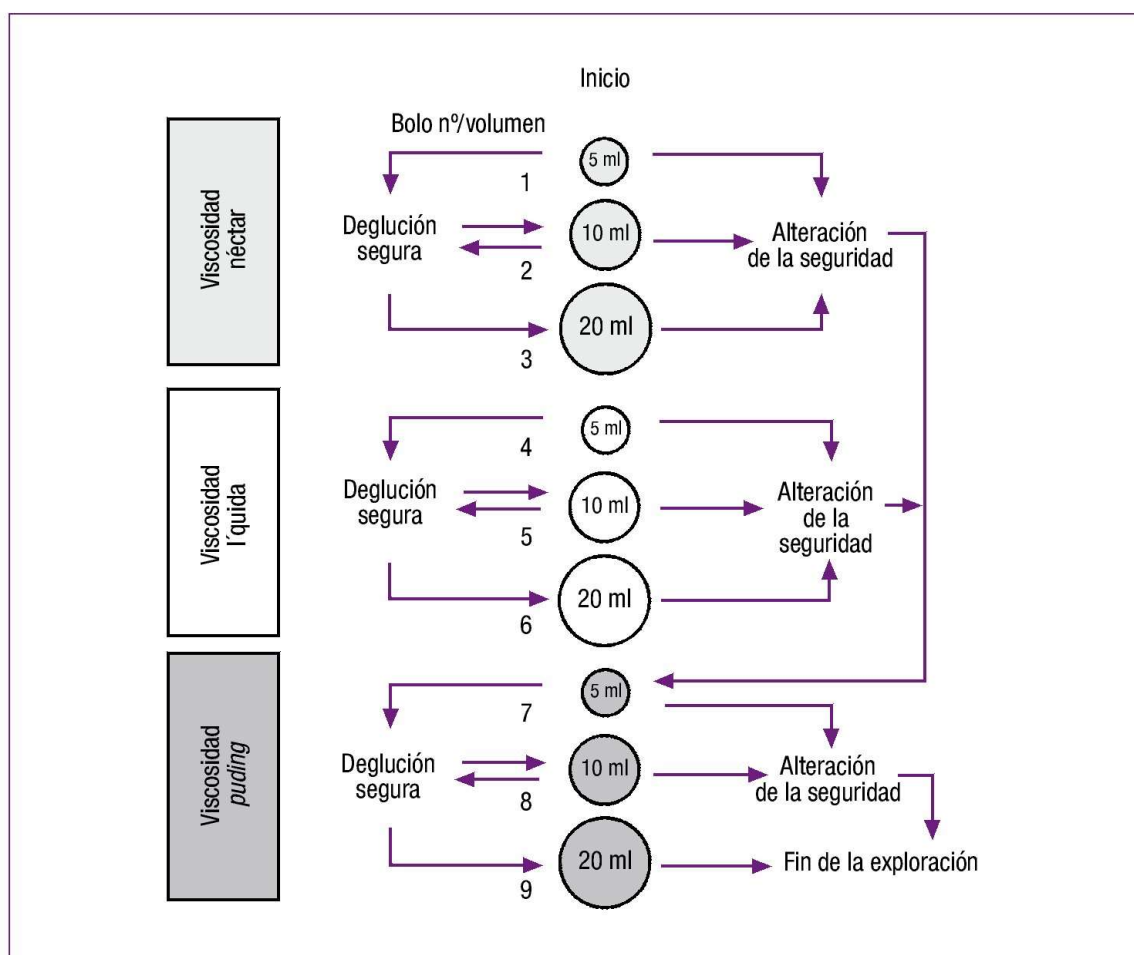 Inicio
Bolo nº/volumen
Viscosidad
néctar
5 ml
1
Deglución
segura
10 ml
2
Alteración
de la seguridad
20 ml
3
Viscosidad
l´quida
5 ml
4
Deglución
segura
10 ml
5
Alteración
de la
seguridad
20 ml
6
Viscosidad
puding
5 ml
7
Deglución
segura
10 ml
8
Alteración
de la seguridad
20 ml
9
Fin de la exploración